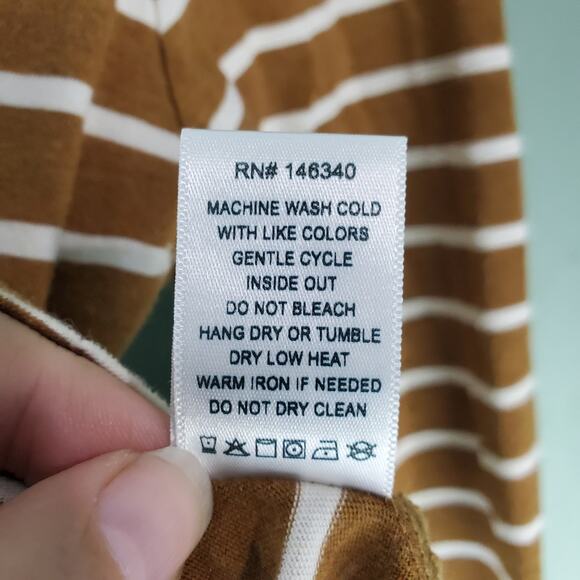 RN# 146340
MACHINE WASH COLD
WITH LIKE COLORS
GENTLE CYCLE
INSIDE OUT
DO NOT BLEACH
HANG DRY OR TUMBLE
DRY LOW HEAT
WARM IRON IF NEEDED
DO NOT DRY CLEAN